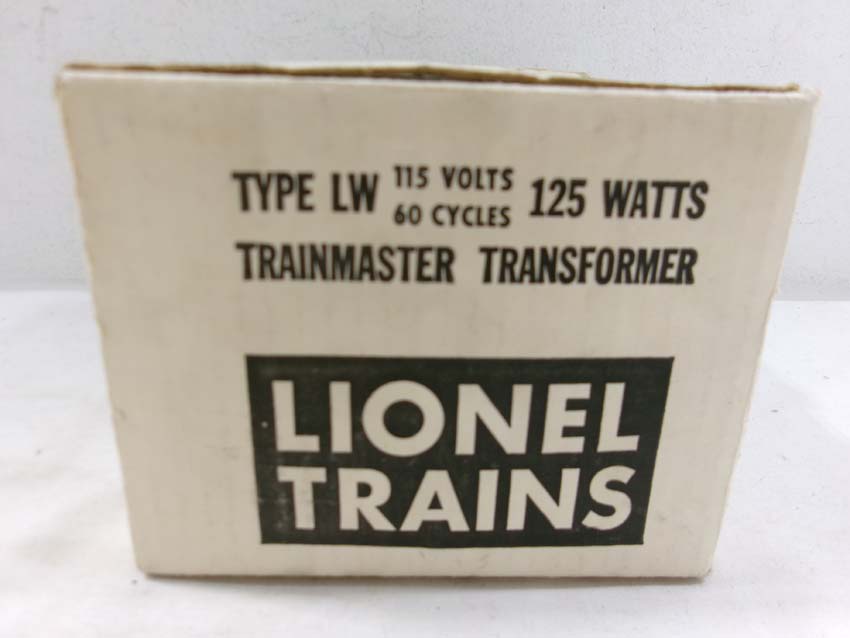 TYPE LW 115 VOLTS 125 WATTS
60 CYCLES
TRAINMASTER TRANSFORMER
LIONEL
TRAINS